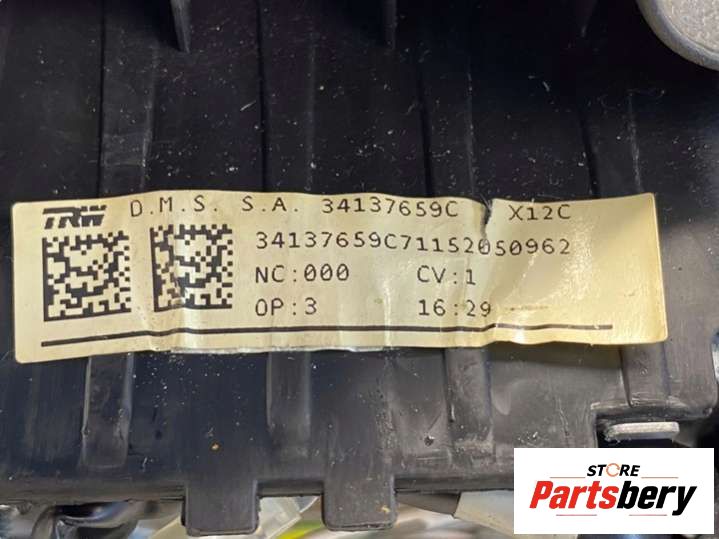 TRW D.M.S. S.A. 34137659C X12C
34137659C71152050962
NC:000 CV:1
OP:3 16:29
STORE
Partsbery